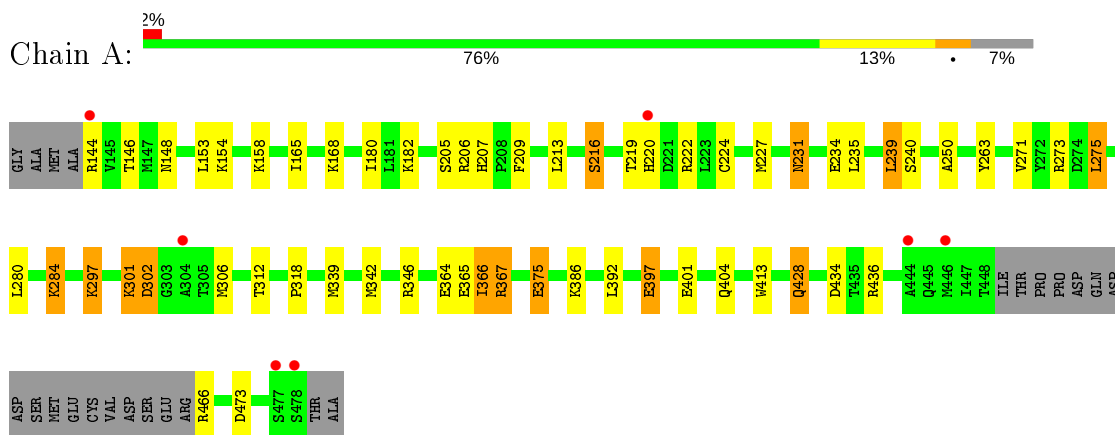 2%
Chain A:
76% 13% • 7%
GLY ALA MET ALA R144 V145 T146 M147 N148 L153 K154 K158 I165 K168 I180 L181 K182 S205 R206 H207 P208 F209 L213 S216 T219 H220 D221 R222 L223 C224 M227 N231 E234 L235 L239 S240 A250 Y263 V271 Y272 R273 D274 L275
L280 K284 K297 K301 D302 G303 A304 T305 M306 T312 P318 M339 M342 R346 E364 E365 I366 R367 E375 K386 L392 E397 E401 Q404 W413 Q428 D434 T435 R436 A444 Q445 M446 I447 T448 ILE THR PRO PRO ASP GLN ASP
ASP SER MET GLU CYS VAL ASP SER GLU ARG R466 D473 S477 S478 THR ALA